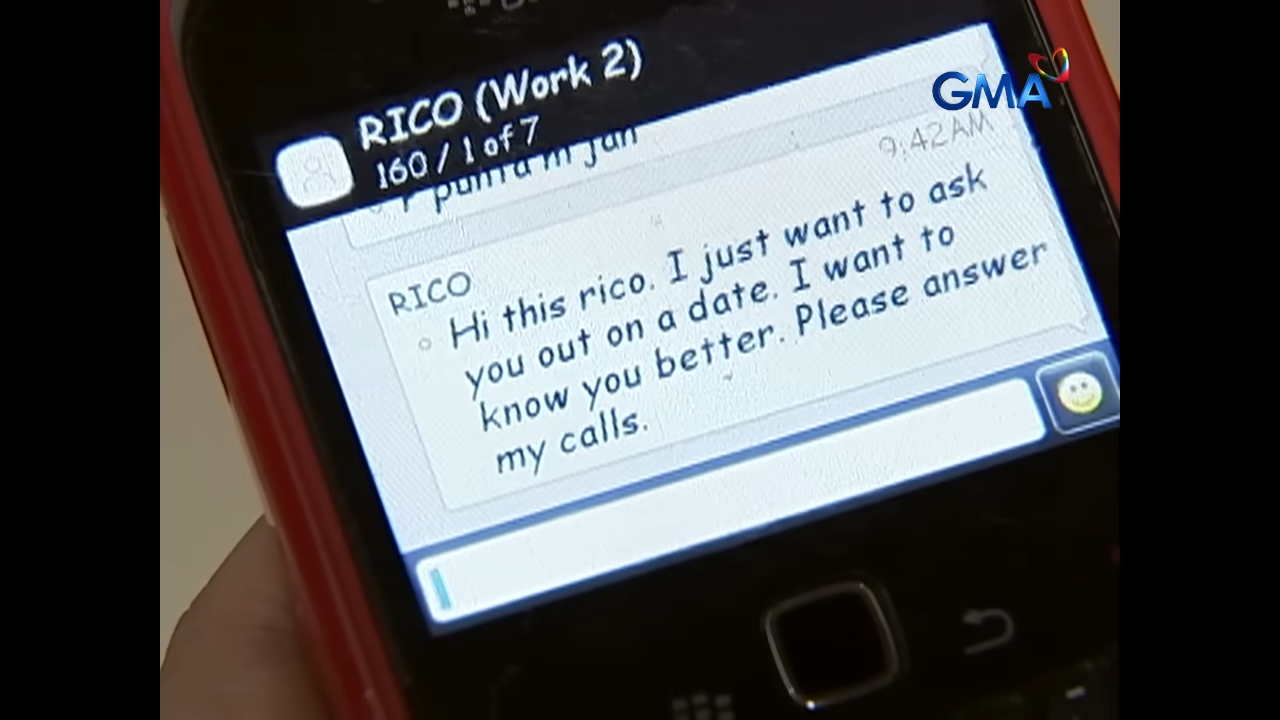 GMA
RICO (Work 2)
160 / 1 of 7
9:42AM
RICO
Hi this rico. I just want to ask
you out on a date. I want to
know you better. Please answer
my calls.